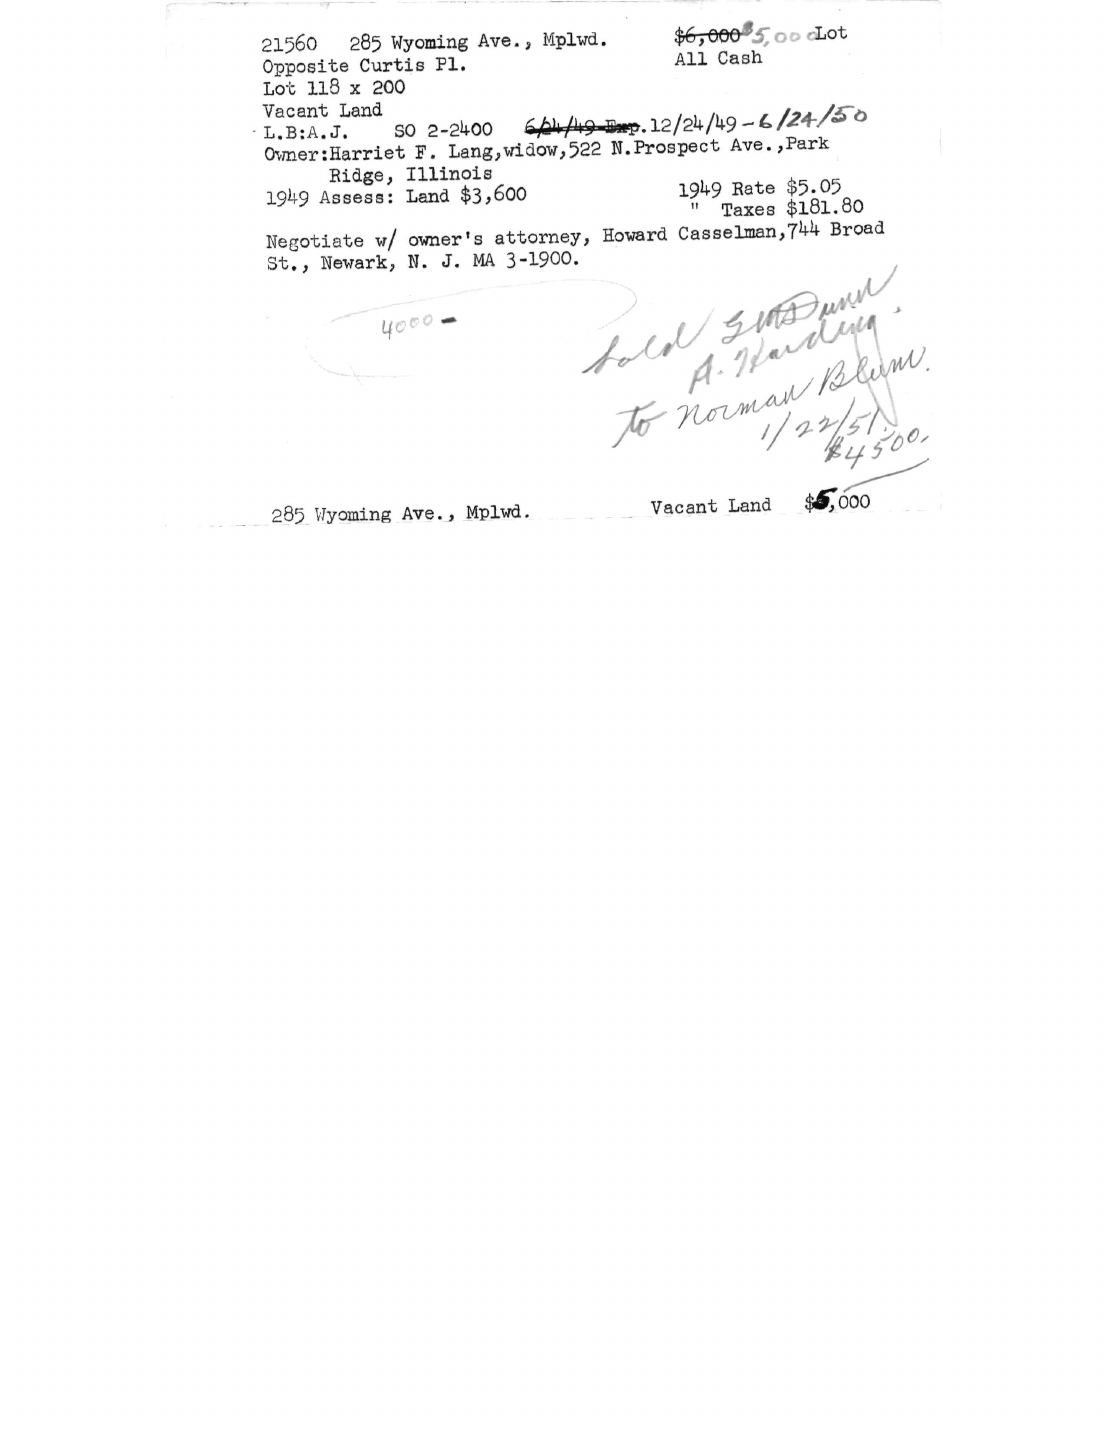 21560 285 Wyoming Ave., Mplwd. $6,000 $5,000 Lot
Opposite Curtis Pl. All Cash
Lot 118 x 200
Vacant Land
L.B:A.J. SO 2-2400 6/24/49 Exp. 12/24/49 - 6/24/50
Owner:Harriet F. Lang,widow,522 N.Prospect Ave.,Park
Ridge, Illinois
1949 Assess: Land $3,600 1949 Rate $5.05
" Taxes $181.80
Negotiate w/ owner's attorney, Howard Casselman,744 Broad
St., Newark, N. J. MA 3-1900.
4000-
Sold Dunn
A. Harding.
to Norman Blum.
1/22/51.
$4500.
285 Wyoming Ave., Mplwd. Vacant Land $5,000